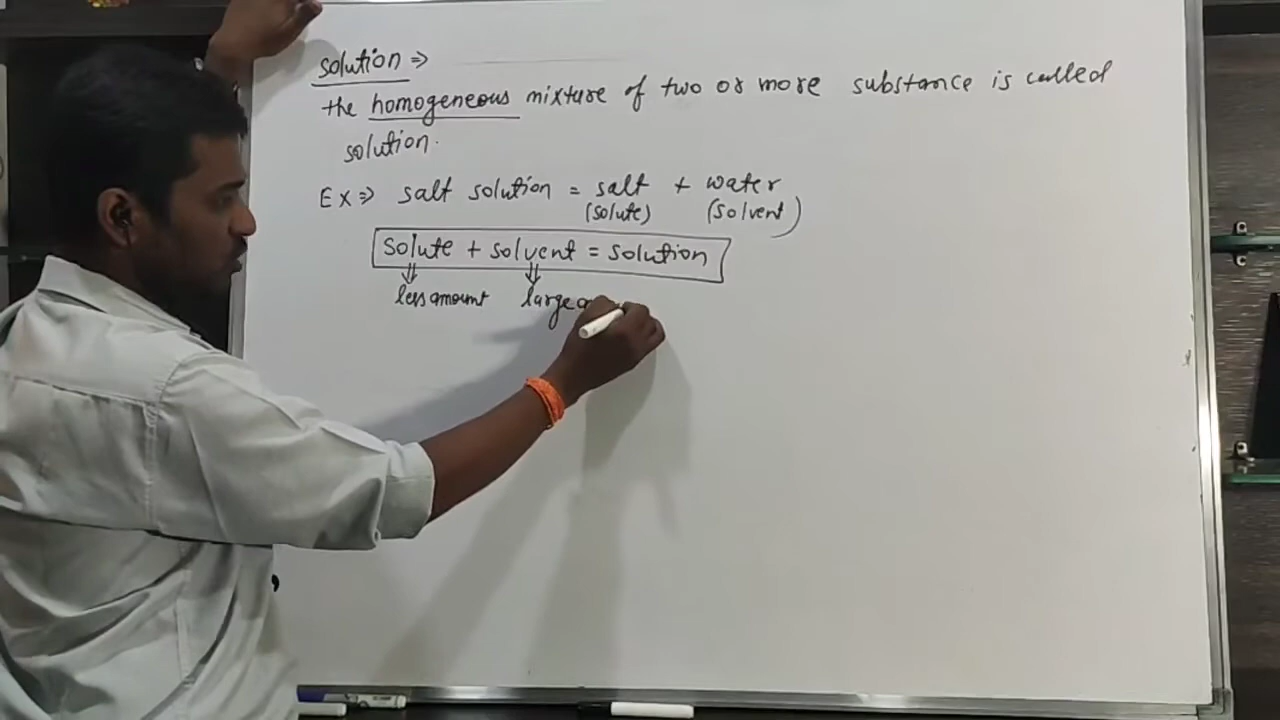 solution ⇒
the homogeneous mixture of two or more substance is called
solution.
Ex ⇒ salt solution = salt + water
(solute) (solvent)
solute + solvent = solution
less amount large